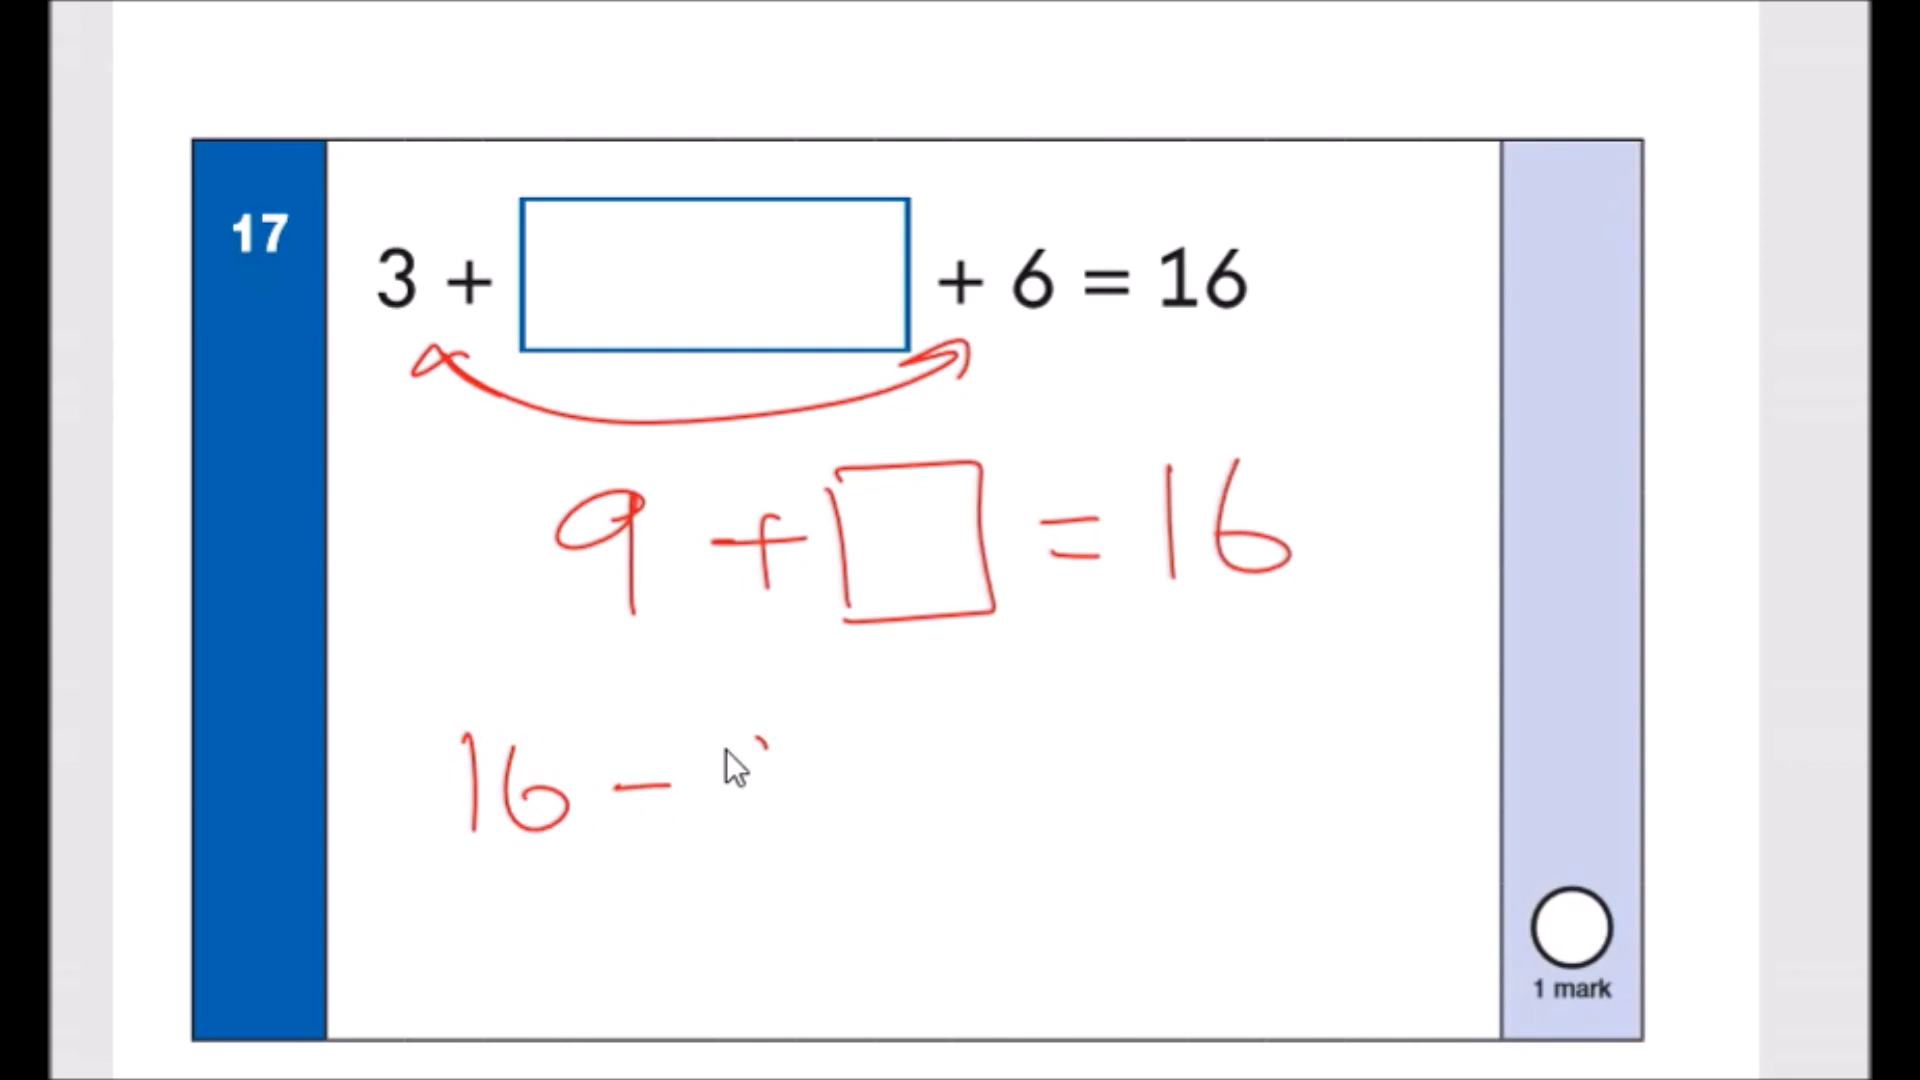 17
3 + + 6 = 16
9 + □ = 16
16 -
1 mark